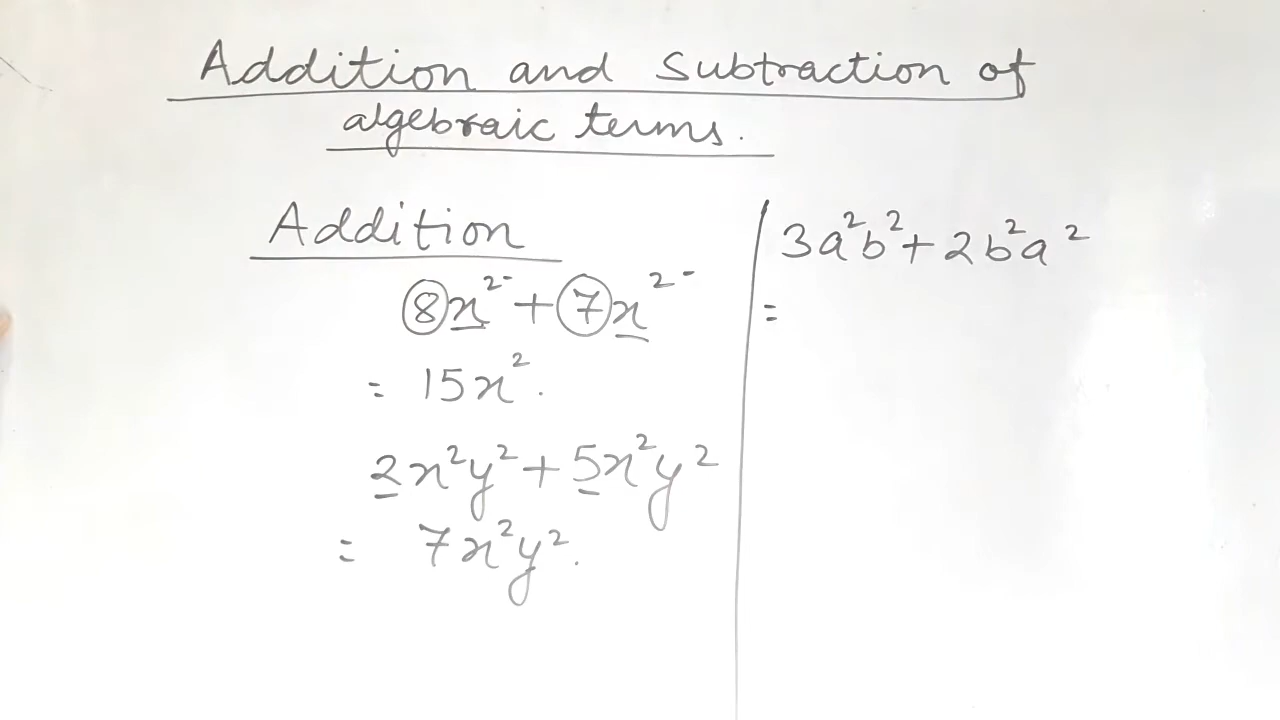 Addition and Subtraction of
algebraic terms.
Addition
8x² + 7x²
= 15x².
2x²y² + 5x²y²
= 7x²y².
3a²b² + 2b²a²
=